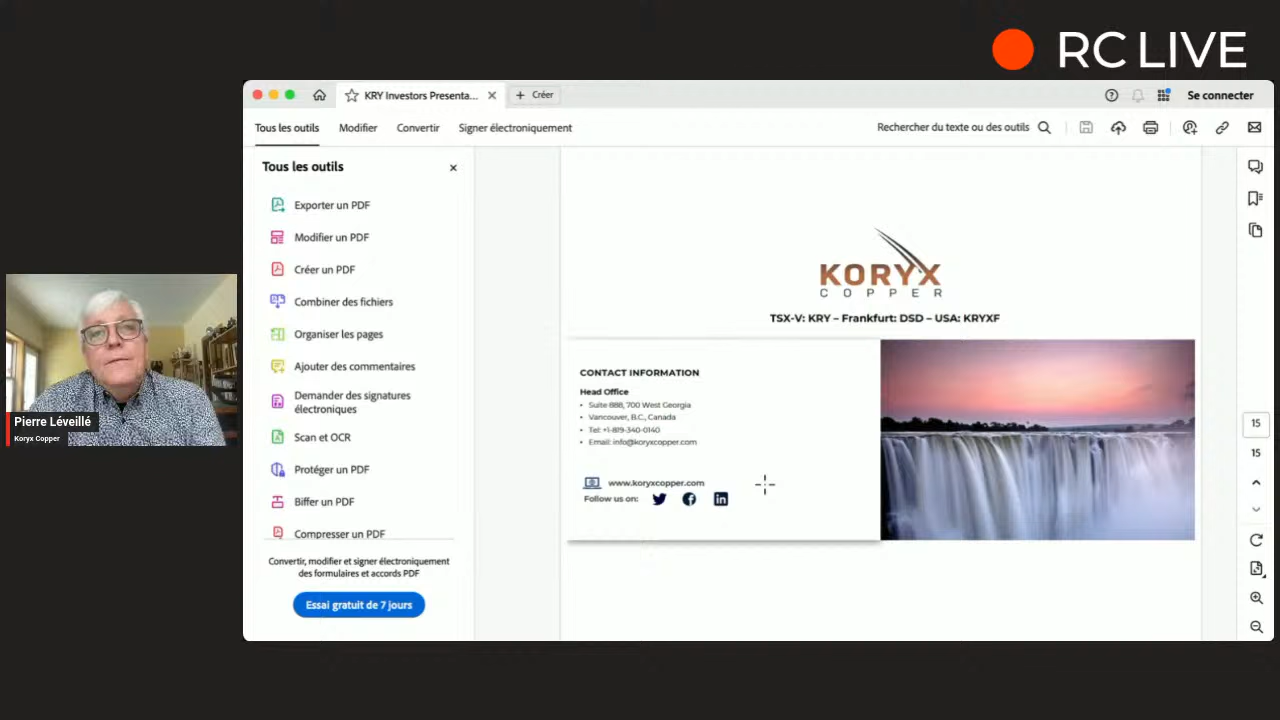 RC LIVE
KRY Investors Presenta...
Créer
Se connecter
Tous les outils
Modifier
Convertir
Signer électroniquement
Rechercher du texte ou des outils
Tous les outils
Exporter un PDF
Modifier un PDF
Créer un PDF
Combiner des fichiers
Organiser les pages
Ajouter des commentaires
Demander des signatures
électroniques
Scan et OCR
Protéger un PDF
Biffer un PDF
Compresser un PDF
Convertir, modifier et signer électroniquement
des formulaires et accords PDF
Essai gratuit de 7 jours
Pierre Léveillé
Koryx Copper
KORYX
COPPER
TSX-V: KRY – Frankfurt: DSD – USA: KRYXF
CONTACT INFORMATION
Head Office
• Suite 888, 700 West Georgia
• Vancouver, B.C., Canada
• Tel: +1-819-340-0140
• Email: info@koryxcopper.com
www.koryxcopper.com
Follow us on:
15
15